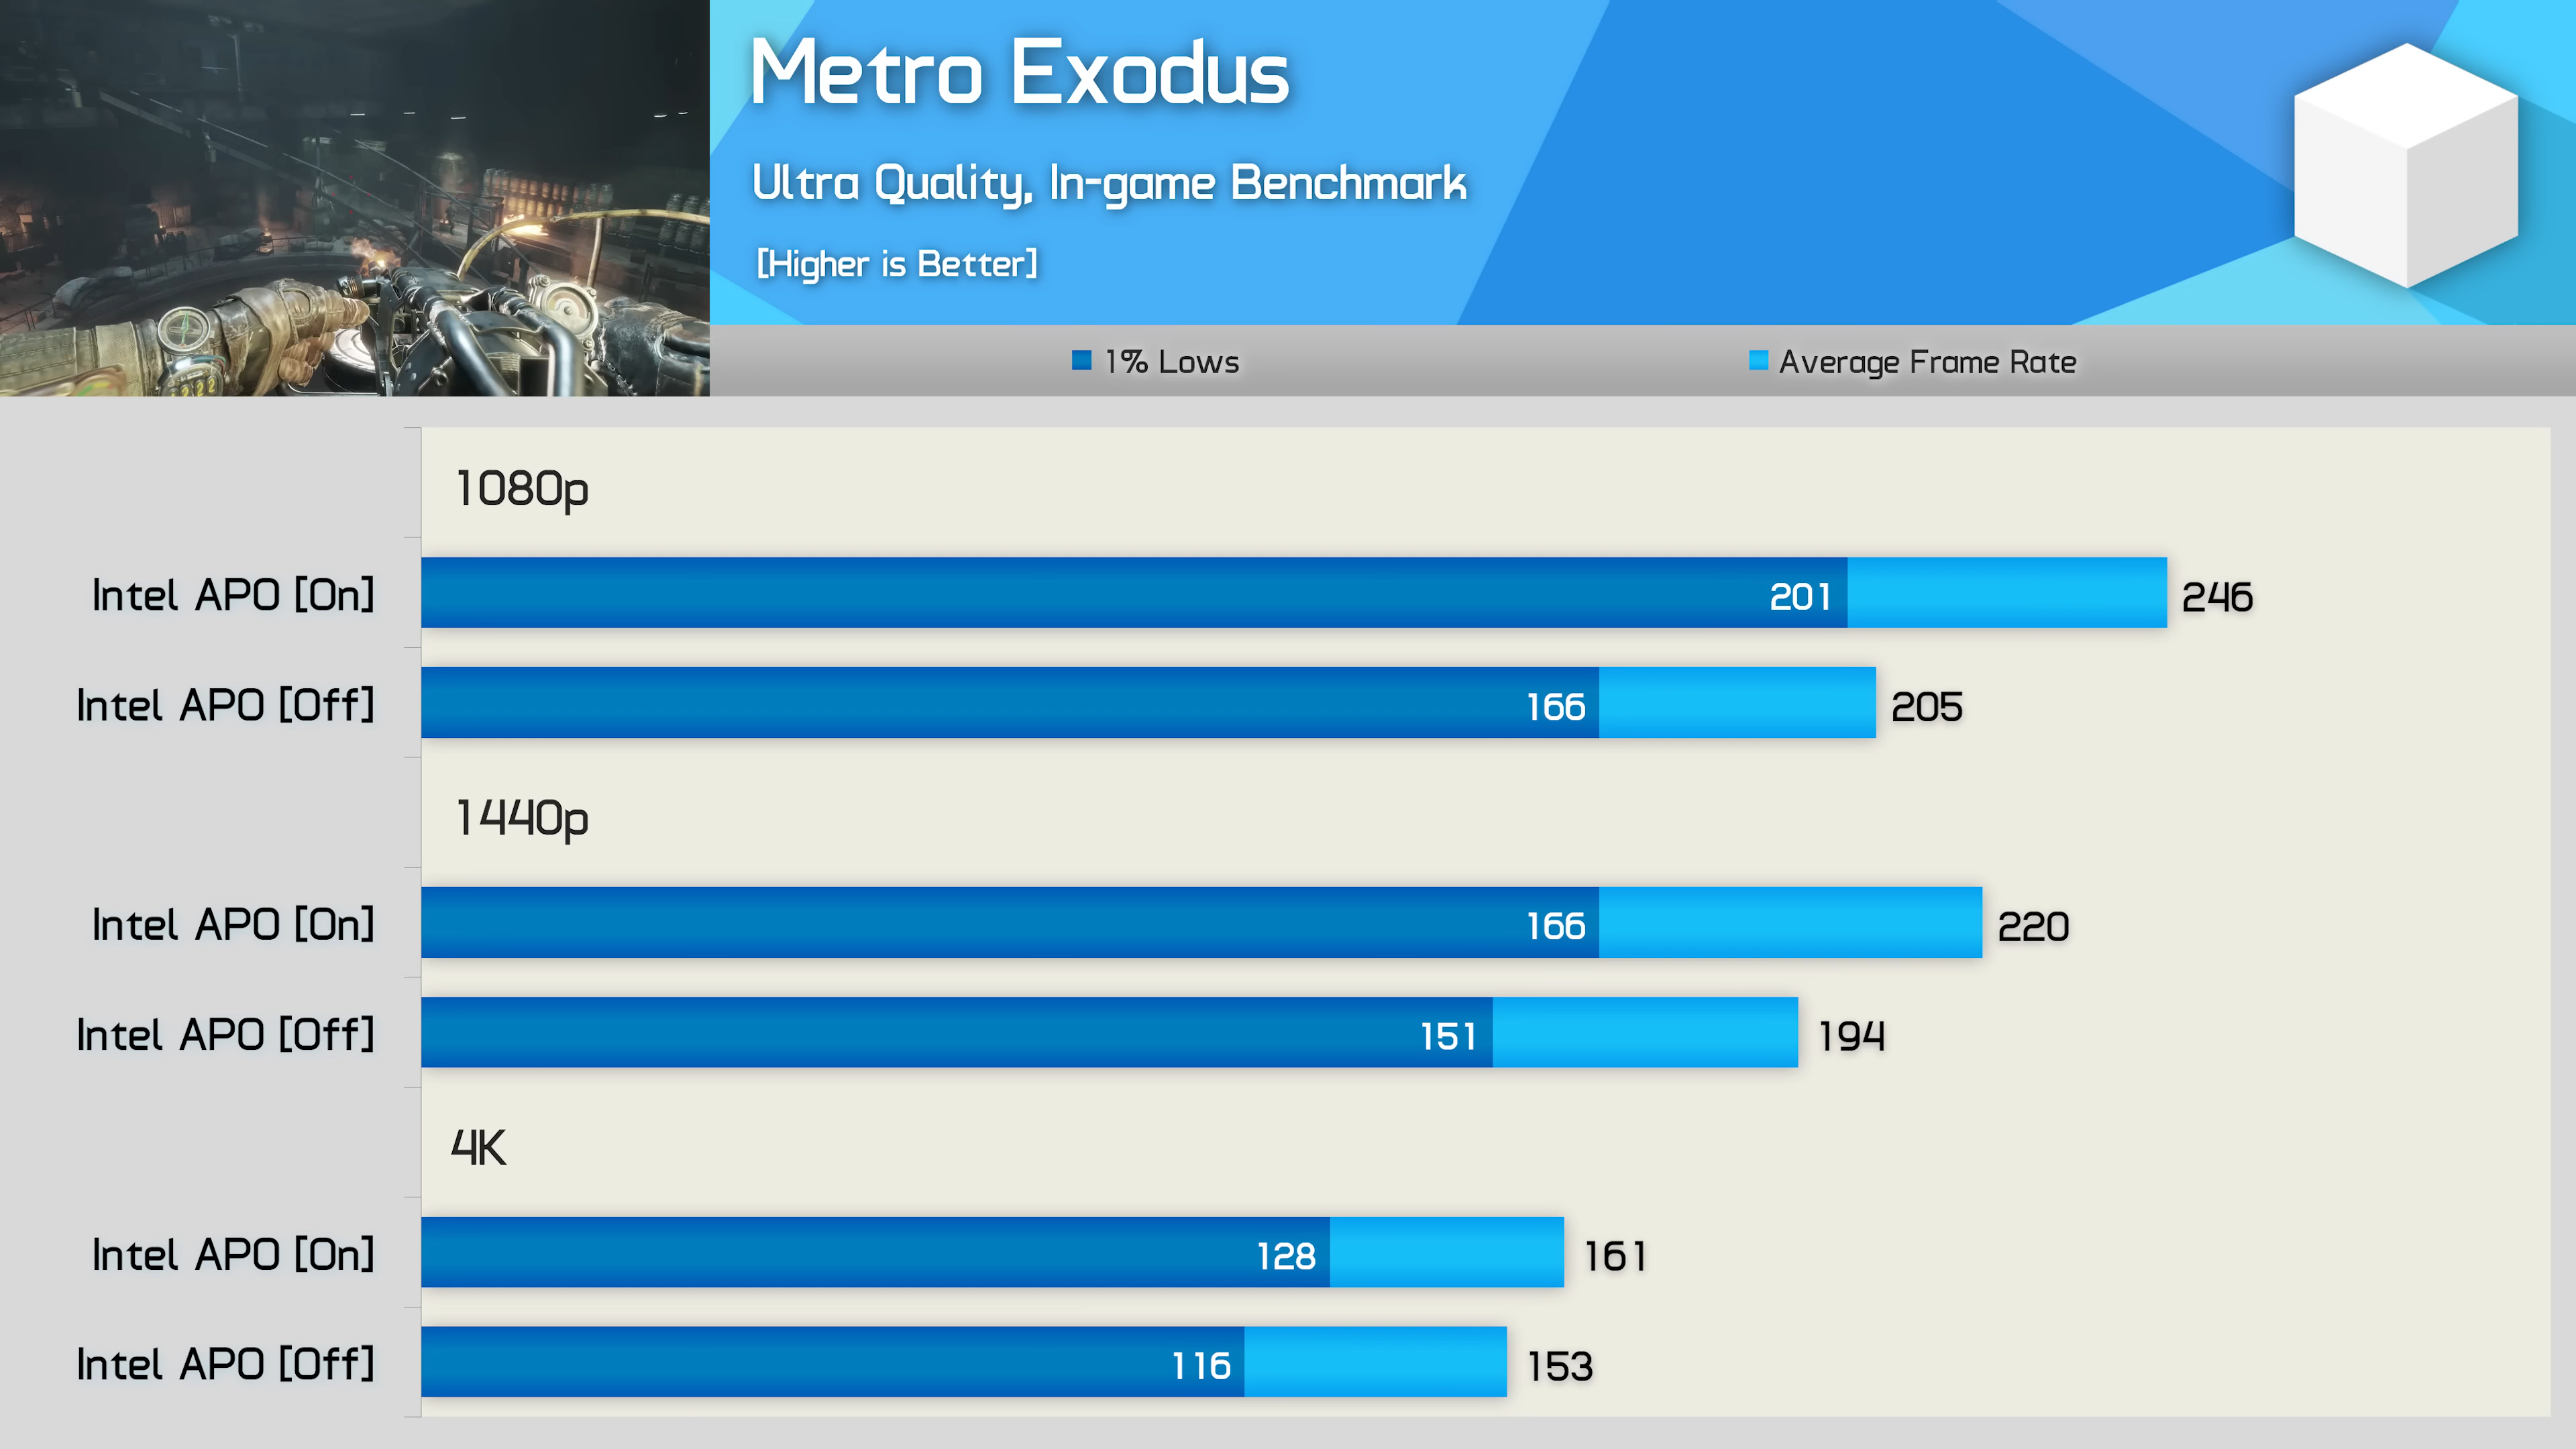 Metro Exodus
Ultra Quality, In-game Benchmark
[Higher is Better]
1% Lows
Average Frame Rate
1080p
Intel APO [On] 201 246
Intel APO [Off] 166 205
1440p
Intel APO [On] 166 220
Intel APO [Off] 151 194
4K
Intel APO [On] 128 161
Intel APO [Off] 116 153